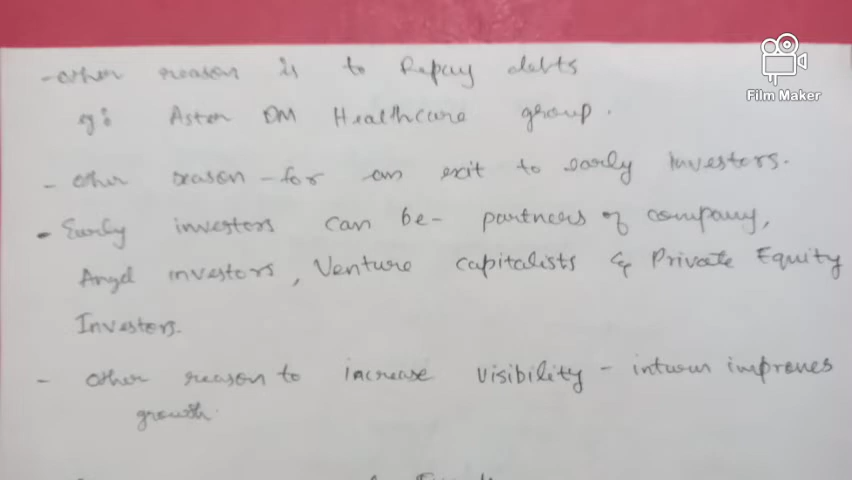 Film Maker
- other reason is to Repay debts
eg: Aster DM Healthcare group.
- other reason - for an exit to early investors.
- Early investors can be - partners of company,
Angel investors, Venture capitalists & Private Equity
Investors.
- other reason to increase visibility - inturn improves
growth.